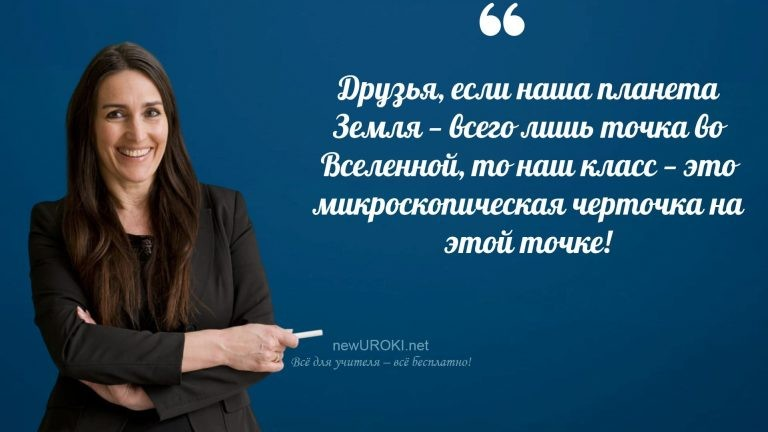 ❝
Друзья, если наша планета
Земля – всего лишь точка во
Вселенной, то наш класс – это
микроскопическая черточка на
этой точке!
newUROKI.net
Всё для учителя – всё бесплатно!